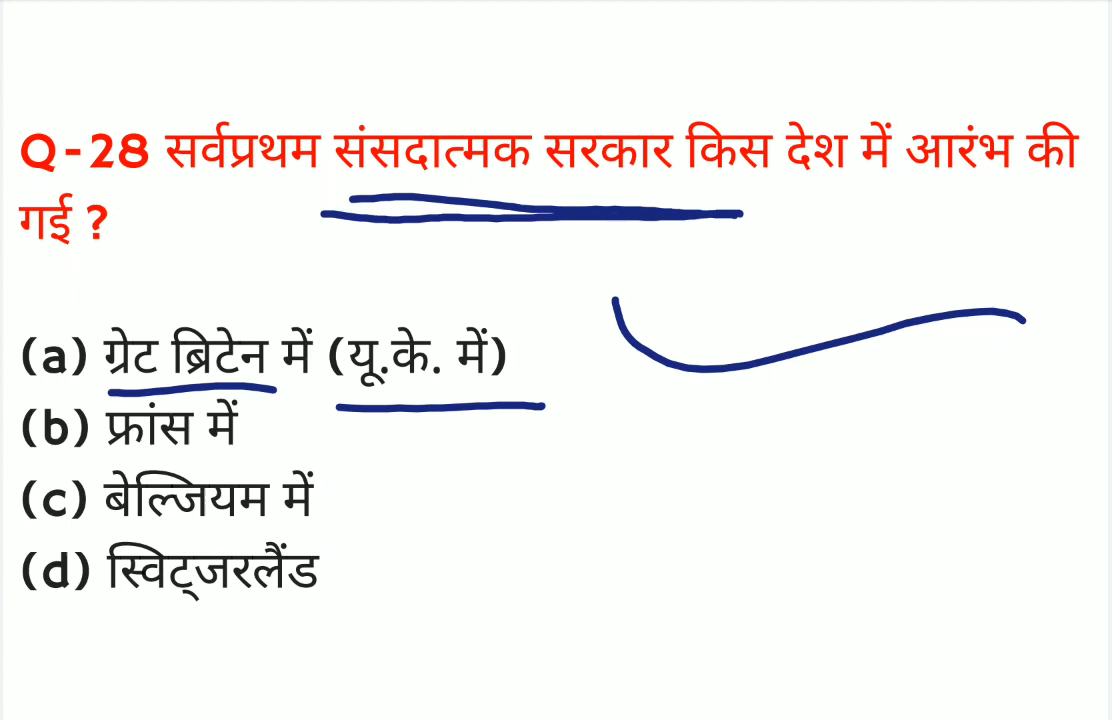 Q-28 सर्वप्रथम संसदात्मक सरकार किस देश में आरंभ की
गई ?
(a) ग्रेट ब्रिटेन में (यू.के. में)
(b) फ्रांस में
(c) बेल्जियम में
(d) स्विट्जरलैंड